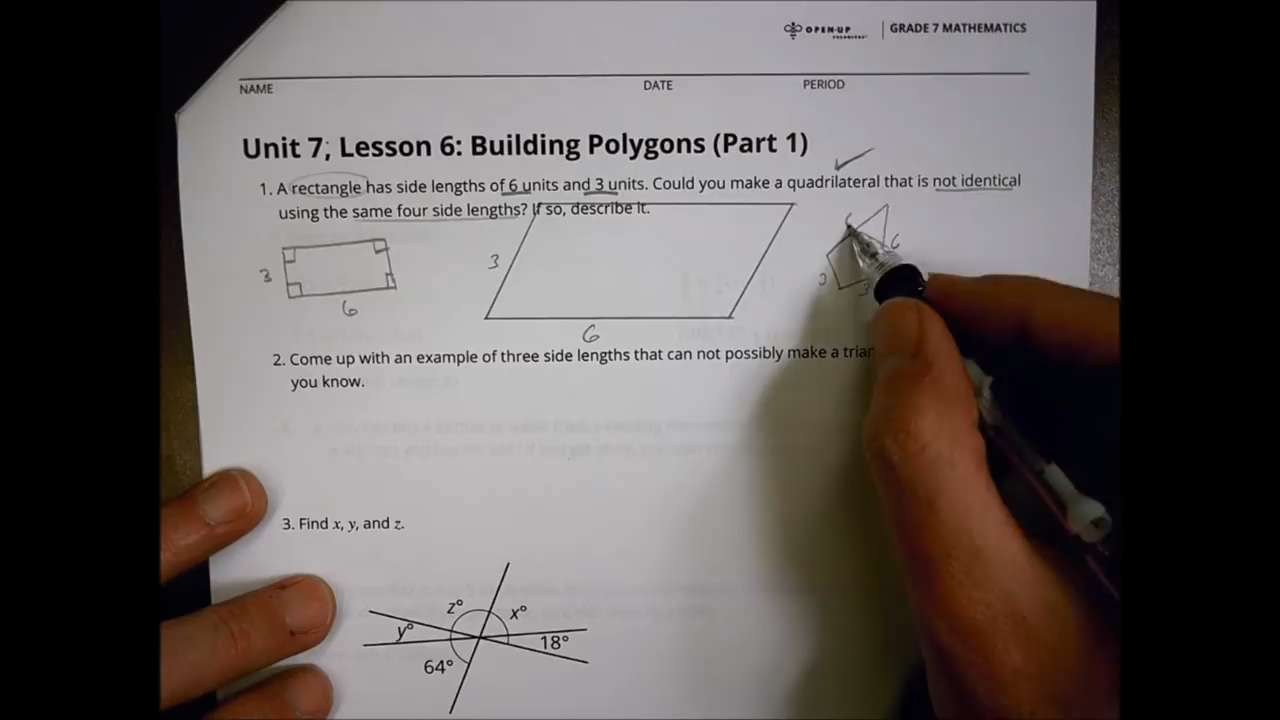 OPEN-UP GRADE 7 MATHEMATICS
NAME DATE PERIOD
Unit 7, Lesson 6: Building Polygons (Part 1)
1. A rectangle has side lengths of 6 units and 3 units. Could you make a quadrilateral that is not identical
using the same four side lengths? If so, describe it.
3
6
3
6
6
6
3
3
2. Come up with an example of three side lengths that can not possibly make a
you know.
3. Find x, y, and z.
z°
x°
y°
18°
64°